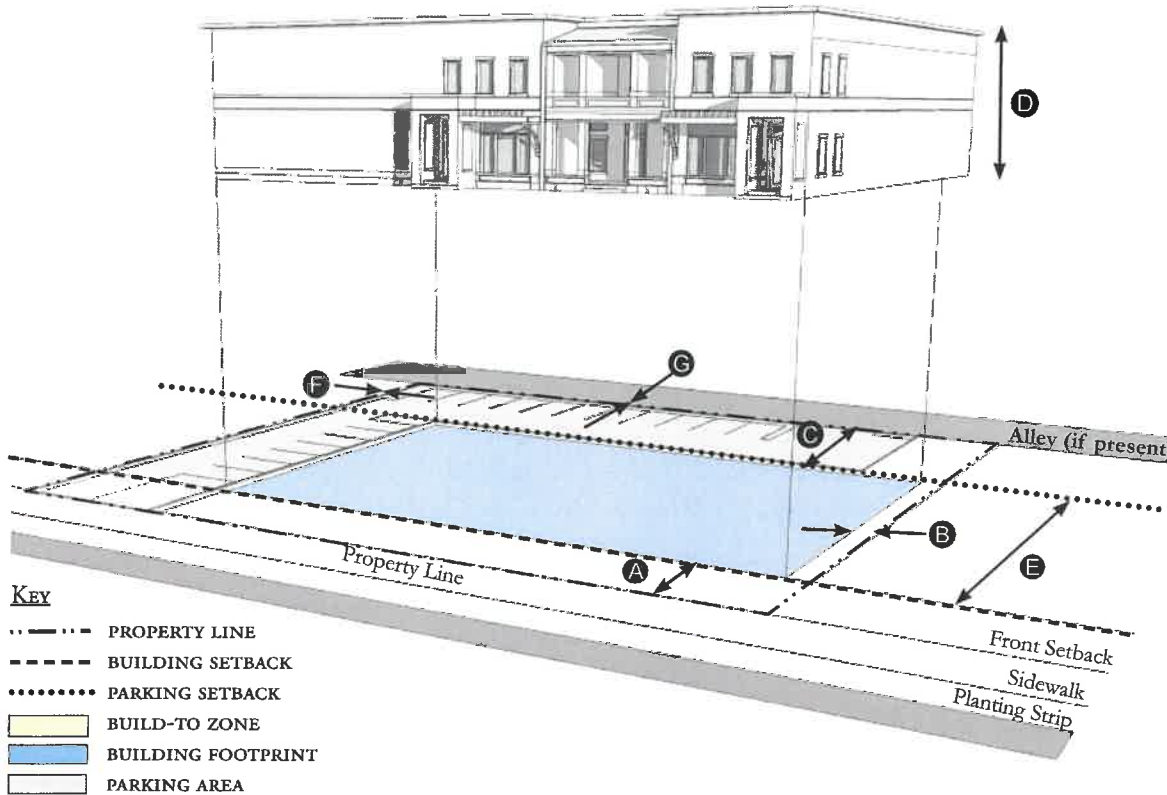 D
G
F
C
Alley (if present
B
A
E
Property Line
Front Setback
Sidewalk
Planting Strip
KEY
PROPERTY LINE
BUILDING SETBACK
PARKING SETBACK
BUILD-TO ZONE
BUILDING FOOTPRINT
PARKING AREA